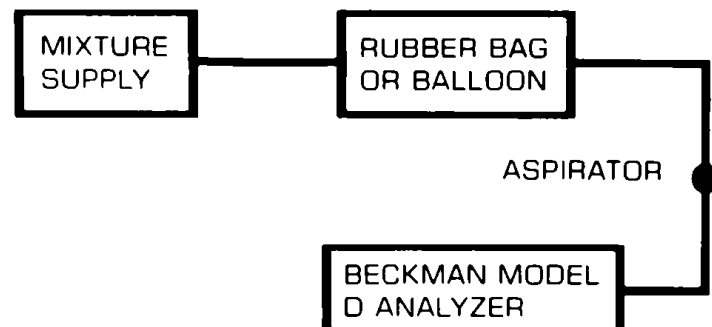 MIXTURE
SUPPLY
RUBBER BAG
OR BALLOON
ASPIRATOR
BECKMAN MODEL
D ANALYZER